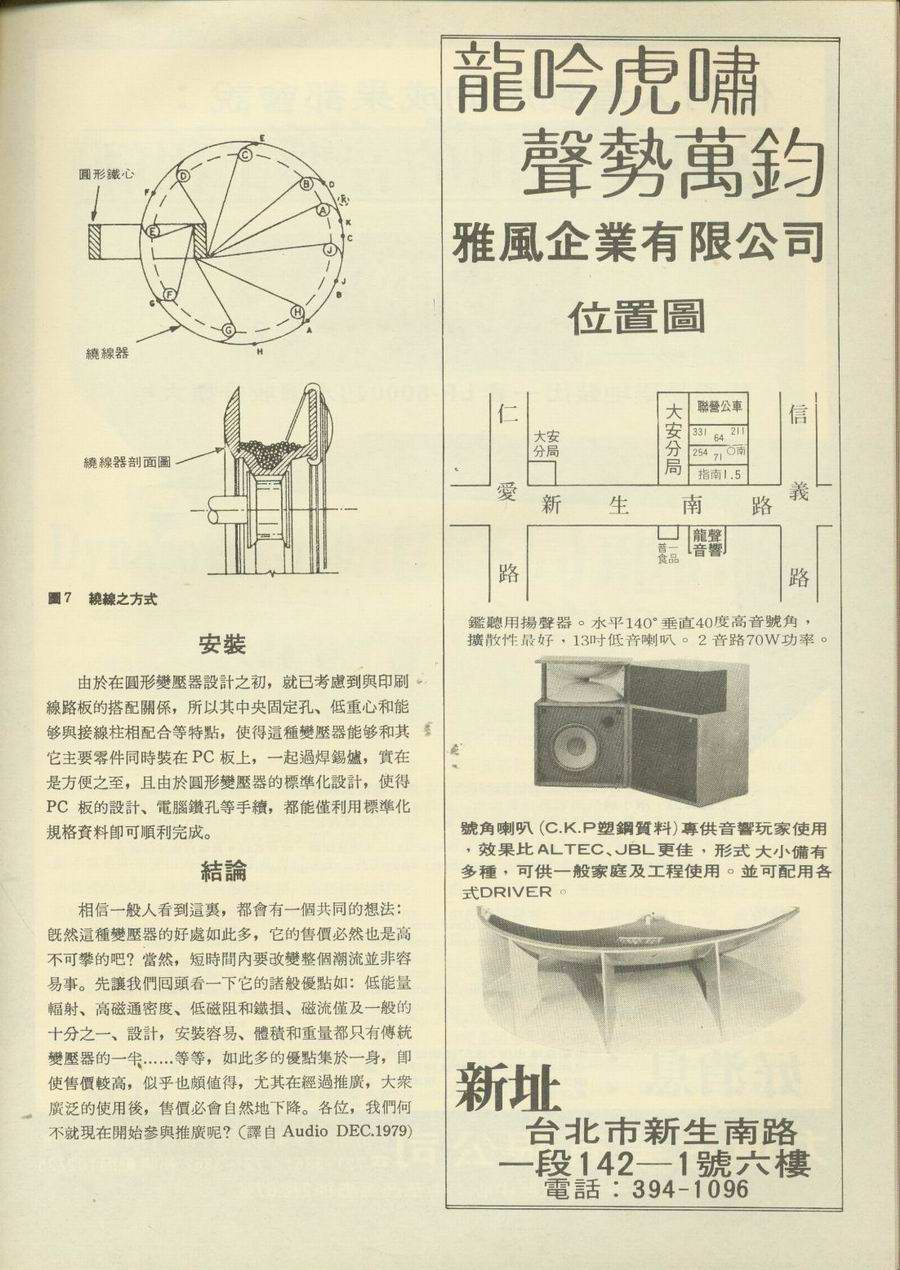 圓形鐵心
E
C
D
B
D
A
K
C
F
E
J
J
B
F
G
H
A
G
H
繞線器
繞線器剖面圖
圖7　繞線之方式
安裝
由於在圓形變壓器設計之初，就已考慮到與印刷
線路板的搭配關係，所以其中央固定孔、低重心和能
够與接線柱相配合等特點，使得這種變壓器能够和其
它主要零件同時裝在 PC 板上，一起過焊錫爐，實在
是方便之至，且由於圓形變壓器的標準化設計，使得
PC 板的設計、電腦鑽孔等手續，都能僅利用標準化
規格資料卽可順利完成。
結論
相信一般人看到這裏，都會有一個共同的想法：
旣然這種變壓器的好處如此多，它的售價必然也是高
不可攀的吧？當然，短時間內要改變整個潮流並非容
易事。先讓我們囘頭看一下它的諸般優點如：低能量
輻射、高磁通密度、低磁阻和鐵損、磁流僅及一般的
十分之一、設計，安裝容易、體積和重量都只有傳統
變壓器的一半……等等，如此多的優點集於一身，卽
使售價較高，似乎也頗値得，尤其在經過推廣，大衆
廣泛的使用後，售價必會自然地下降。各位，我們何
不就現在開始參與推廣呢？（譯自 Audio DEC.1979）
龍吟虎嘯
聲勢萬鈞
雅風企業有限公司
位置圖
仁愛路
大安
分局
大安分局
聯營公車
331 64 211
254 71 ○南
指南1.5
信義路
新生南路
普一
食品
龍聲
音響
鑑聽用揚聲器。水平140°垂直40度高音號角，
擴散性最好，13吋低音喇叭。2音路70W功率。
號角喇叭（C.K.P塑鋼質料）專供音響玩家使用
，效果比ALTEC、JBL更佳，形式大小備有
多種，可供一般家庭及工程使用。並可配用各
式DRIVER。
新址
台北市新生南路
一段142—1號六樓
電話：394-1096